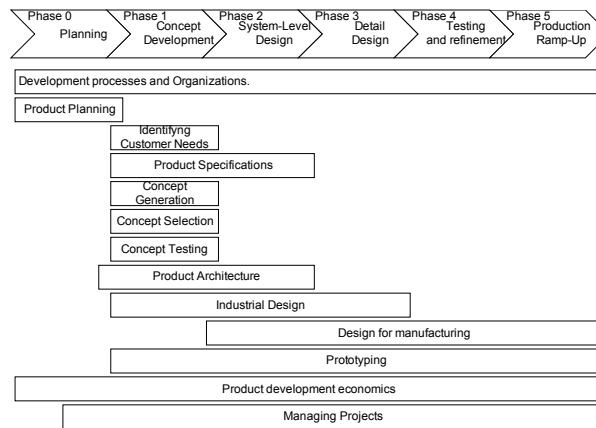 Phase 0
Planning
Phase 1
Concept
Development
Phase 2
System-Level
Design
Phase 3
Detail
Design
Phase 4
Testing
and refinement
Phase 5
Production
Ramp-Up
Development processes and Organizations.
Product Planning
Identifyng
Customer Needs
Product Specifications
Concept
Generation
Concept Selection
Concept Testing
Product Architecture
Industrial Design
Design for manufacturing
Prototyping
Product development economics
Managing Projects